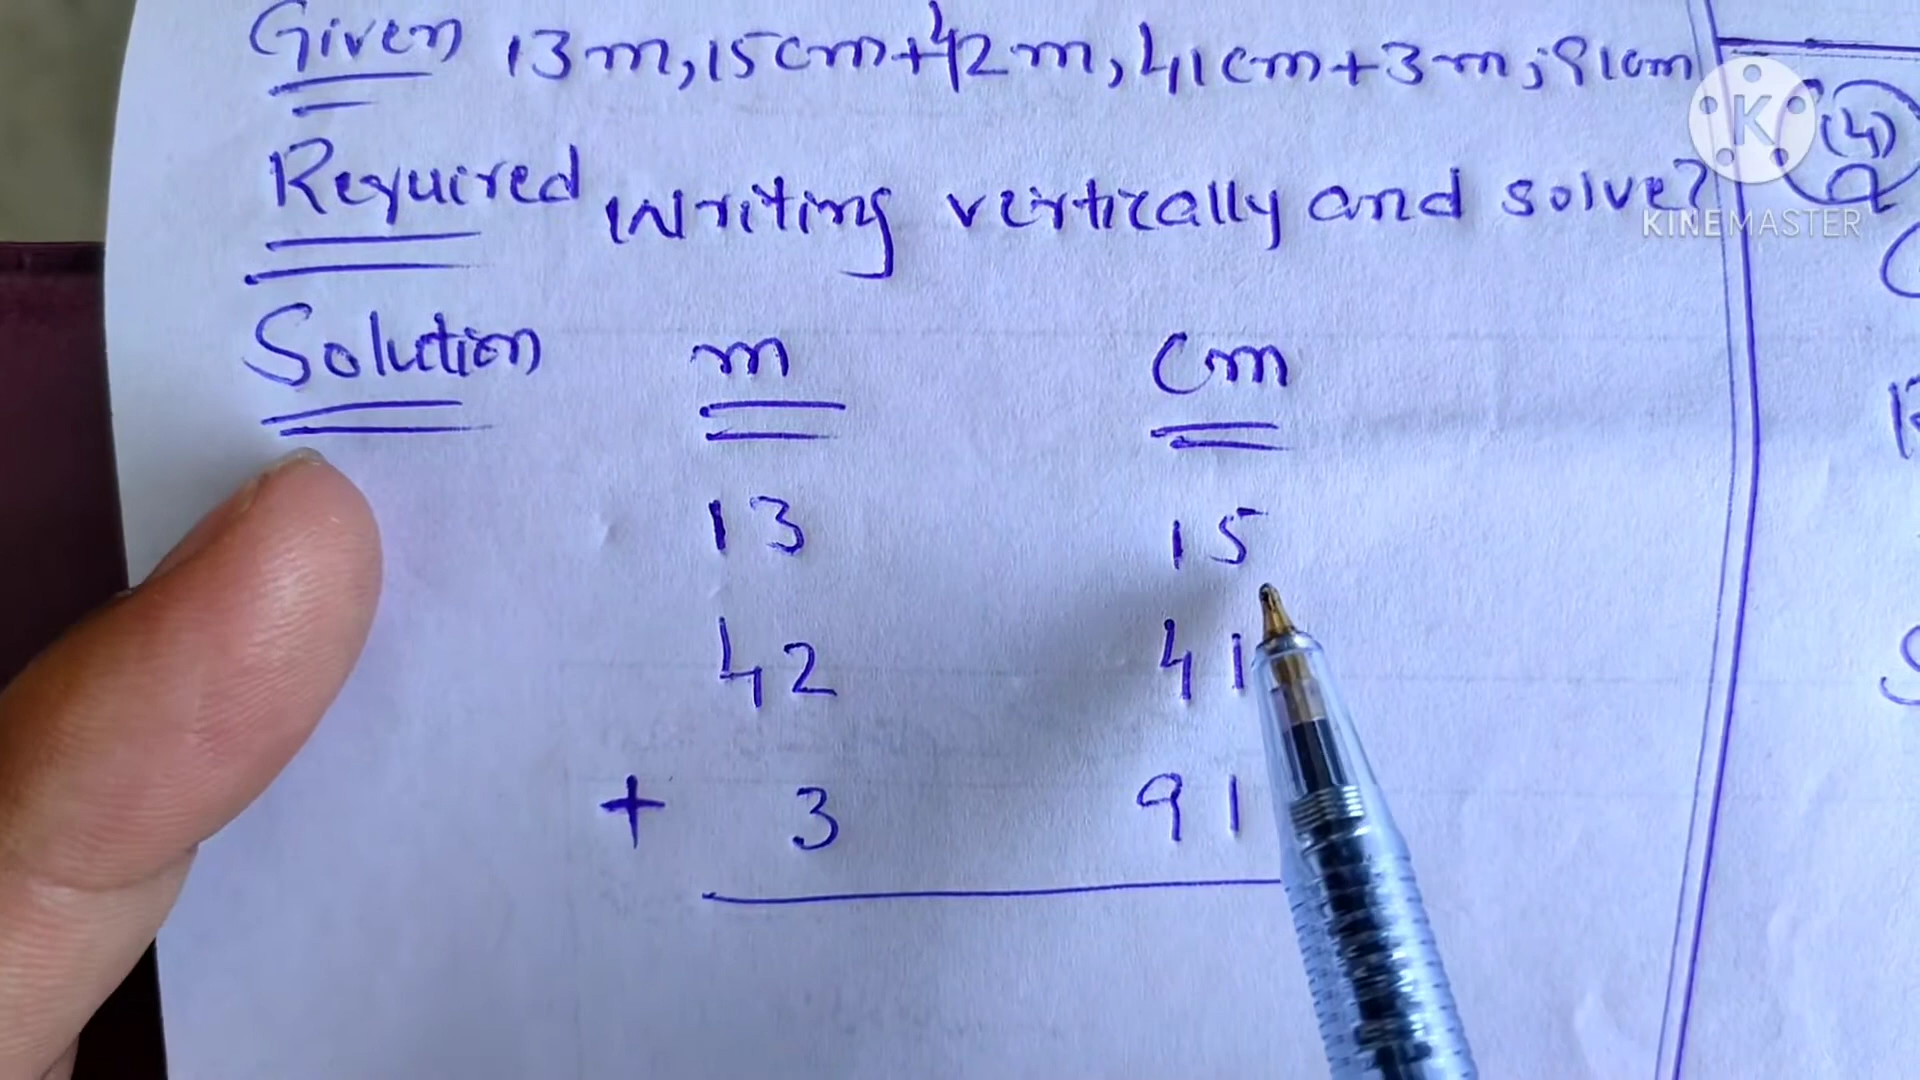 Given 13m,15cm+42m,41cm+3m,91cm
Required Writing vertically and solve?
K
KINEMASTER
(4)
Solution m cm
13 15
42 41
+ 3 91